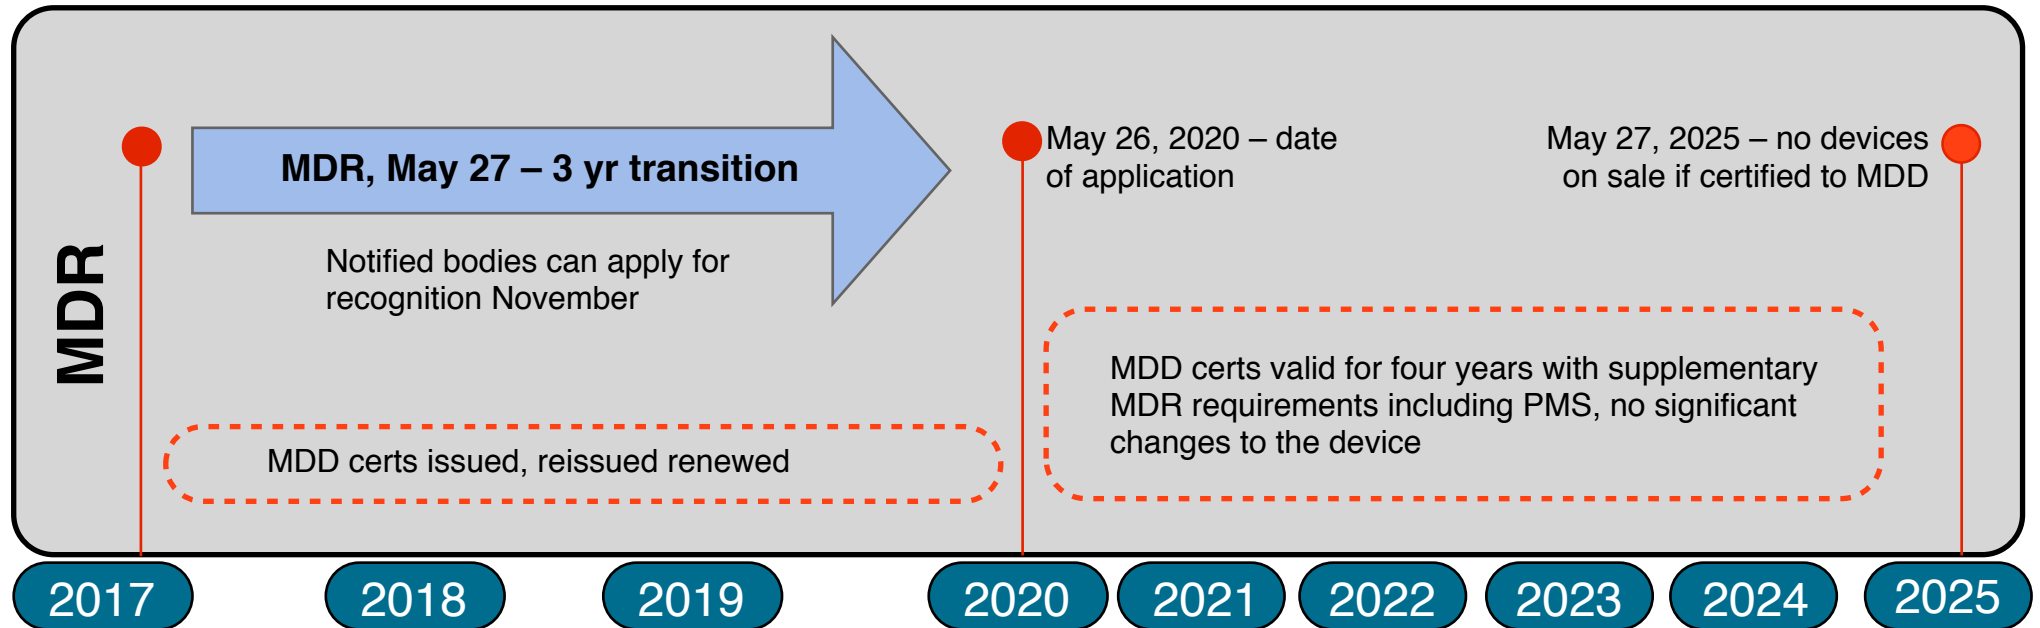 MDR
MDR, May 27 – 3 yr transition
Notified bodies can apply for
recognition November
MDD certs issued, reissued renewed
May 26, 2020 – date
of application
May 27, 2025 – no devices
on sale if certified to MDD
MDD certs valid for four years with supplementary
MDR requirements including PMS, no significant
changes to the device
2017
2018
2019
2020
2021
2022
2023
2024
2025